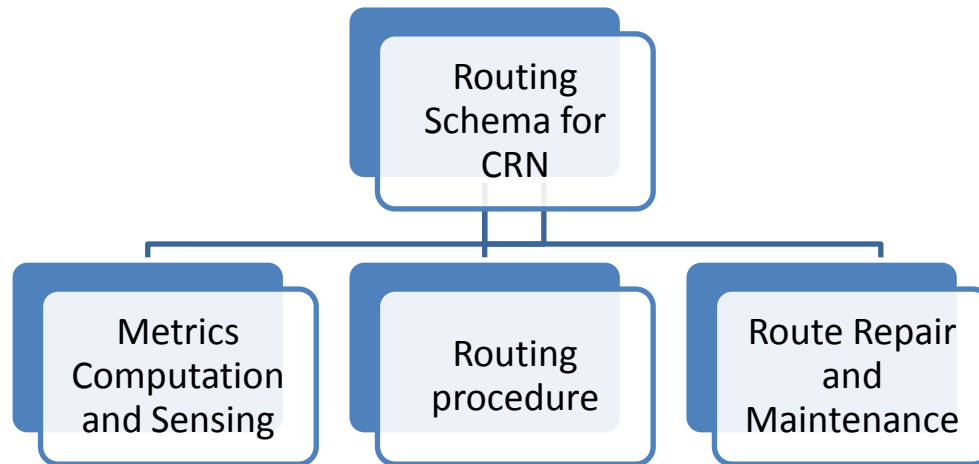 Routing
Schema for
CRN
Metrics
Computation
and Sensing
Routing
procedure
Route Repair
and
Maintenance